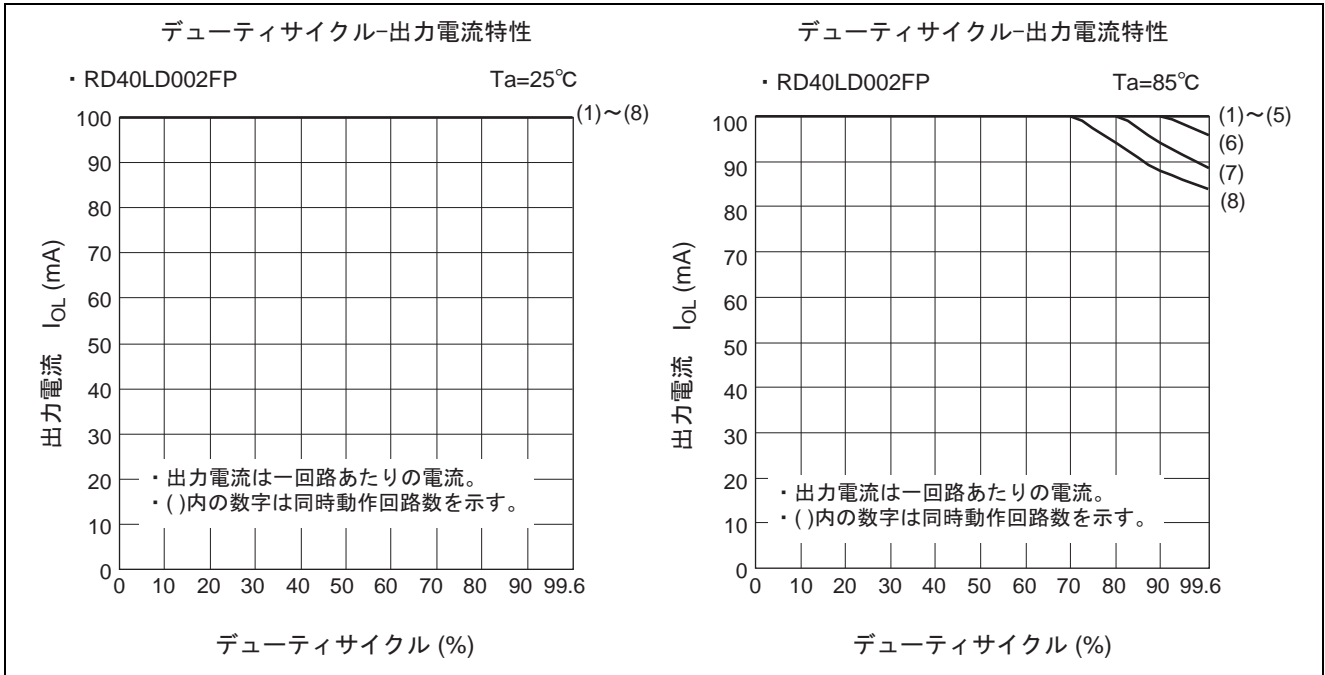 デューティサイクル-出力電流特性
・RD40LD002FP
Ta=25℃
(1)～(8)
100
90
80
70
60
50
40
30
20
10
0
出力電流 IOL (mA)
・出力電流は一回路あたりの電流。
・( )内の数字は同時動作回路数を示す。
0 10 20 30 40 50 60 70 80 90 99.6
デューティサイクル (%)
デューティサイクル-出力電流特性
・RD40LD002FP
Ta=85℃
(1)～(5)
(6)
(7)
(8)
100
90
80
70
60
50
40
30
20
10
0
出力電流 IOL (mA)
・出力電流は一回路あたりの電流。
・( )内の数字は同時動作回路数を示す。
0 10 20 30 40 50 60 70 80 90 99.6
デューティサイクル (%)